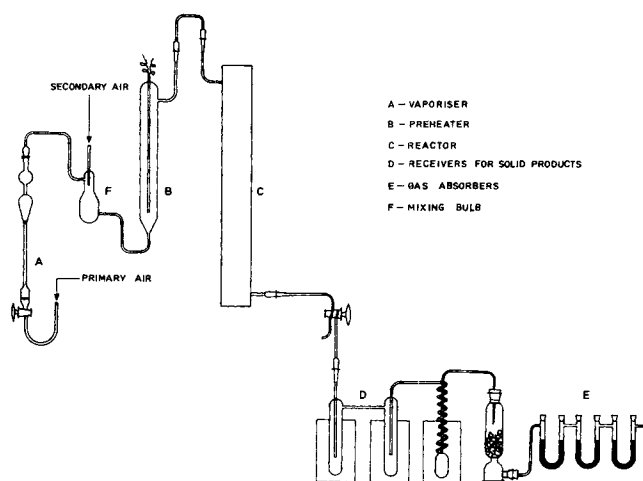 SECONDARY AIR
F
B
C
A
PRIMARY AIR
D
E
A – VAPORISER
B – PREHEATER
C – REACTOR
D – RECEIVERS FOR SOLID PRODUCTS
E – GAS ABSORBERS
F – MIXING BULB